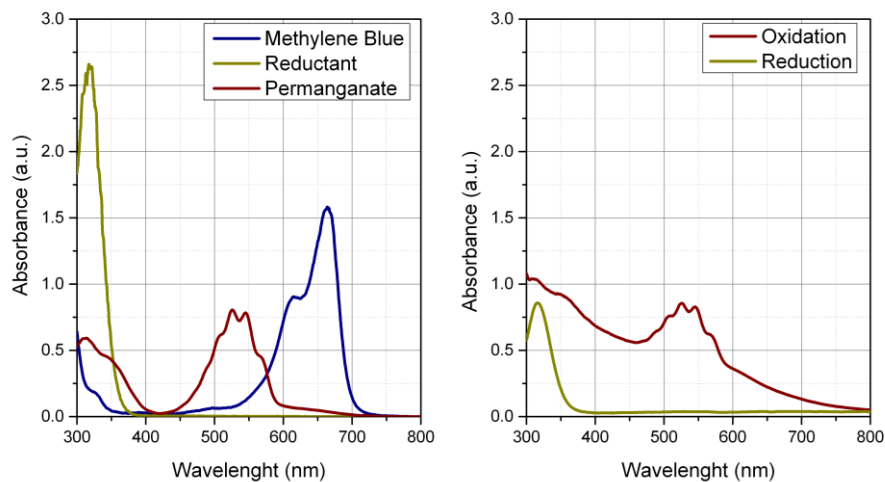 Methylene Blue
Reductant
Permanganate
Absorbance (a.u.)
3.0
2.5
2.0
1.5
1.0
0.5
0.0
300 400 500 600 700 800
Wavelenght (nm)
Oxidation
Reduction
Absorbance (a.u.)
3.0
2.5
2.0
1.5
1.0
0.5
0.0
300 400 500 600 700 800
Wavelenght (nm)